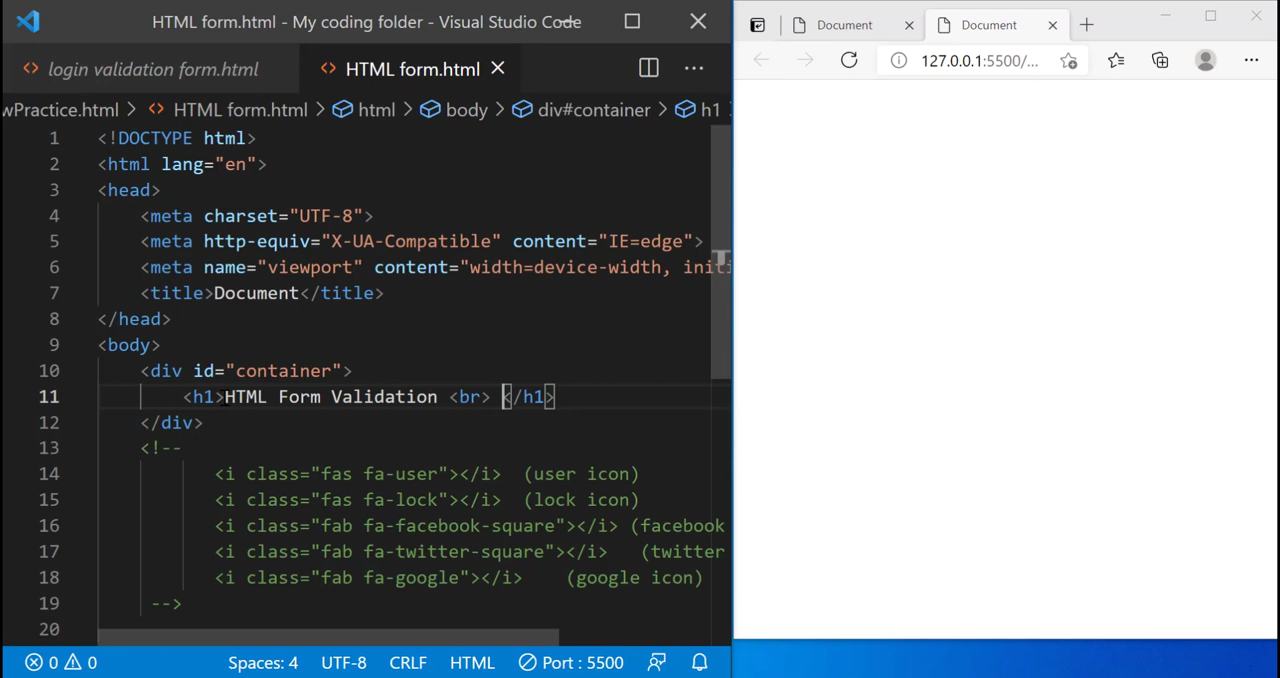 HTML form.html - My coding folder - Visual Studio Code
login validation form.html
HTML form.html
wPractice.html > HTML form.html > html > body > div#container > h1
1 <!DOCTYPE html>
2 <html lang="en">
3 <head>
4 <meta charset="UTF-8">
5 <meta http-equiv="X-UA-Compatible" content="IE=edge">
6 <meta name="viewport" content="width=device-width, initi
7 <title>Document</title>
8 </head>
9 <body>
10 <div id="container">
11 <h1>HTML Form Validation <br> </h1>
12 </div>
13 <!--
14 <i class="fas fa-user"></i> (user icon)
15 <i class="fas fa-lock"></i> (lock icon)
16 <i class="fab fa-facebook-square"></i> (facebook
17 <i class="fab fa-twitter-square"></i> (twitter
18 <i class="fab fa-google"></i> (google icon)
19 -->
20
0 0 Spaces: 4 UTF-8 CRLF HTML Port : 5500
Document Document
127.0.0.1:5500/...